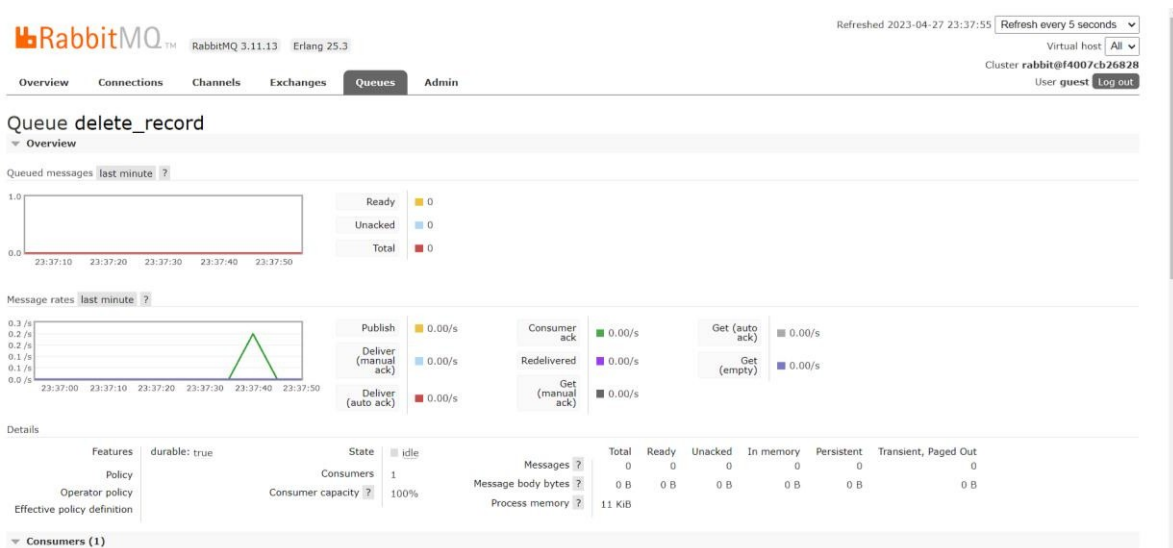 Refreshed 2023-04-27 23:37:55 Refresh every 5 seconds
RabbitMQ TM RabbitMQ 3.11.13 Erlang 25.3
Virtual host All
Cluster rabbit@f4007cb26828
User guest Log out
Overview Connections Channels Exchanges Queues Admin
Queue delete_record
Overview
Queued messages last minute ?
1.0
0.0
23:37:10 23:37:20 23:37:30 23:37:40 23:37:50
Ready 0
Unacked 0
Total 0
Message rates last minute ?
0.3 /s
0.2 /s
0.2 /s
0.1 /s
0.1 /s
0.0 /s
23:37:00 23:37:10 23:37:20 23:37:30 23:37:40 23:37:50
Publish 0.00/s
Deliver
(manual
ack)
0.00/s
Deliver
(auto ack)
0.00/s
Consumer
ack
0.00/s
Redelivered 0.00/s
Get
(manual
ack)
0.00/s
Get (auto
ack)
0.00/s
Get
(empty)
0.00/s
Details
Features durable: true
Policy
Operator policy
Effective policy definition
State idle
Consumers 1
Consumer capacity ? 100%
Total Ready Unacked In memory Persistent Transient, Paged Out
Messages ? 0 0 0 0 0 0
Message body bytes ? 0 B 0 B 0 B 0 B 0 B 0 B
Process memory ? 11 KiB
Consumers (1)